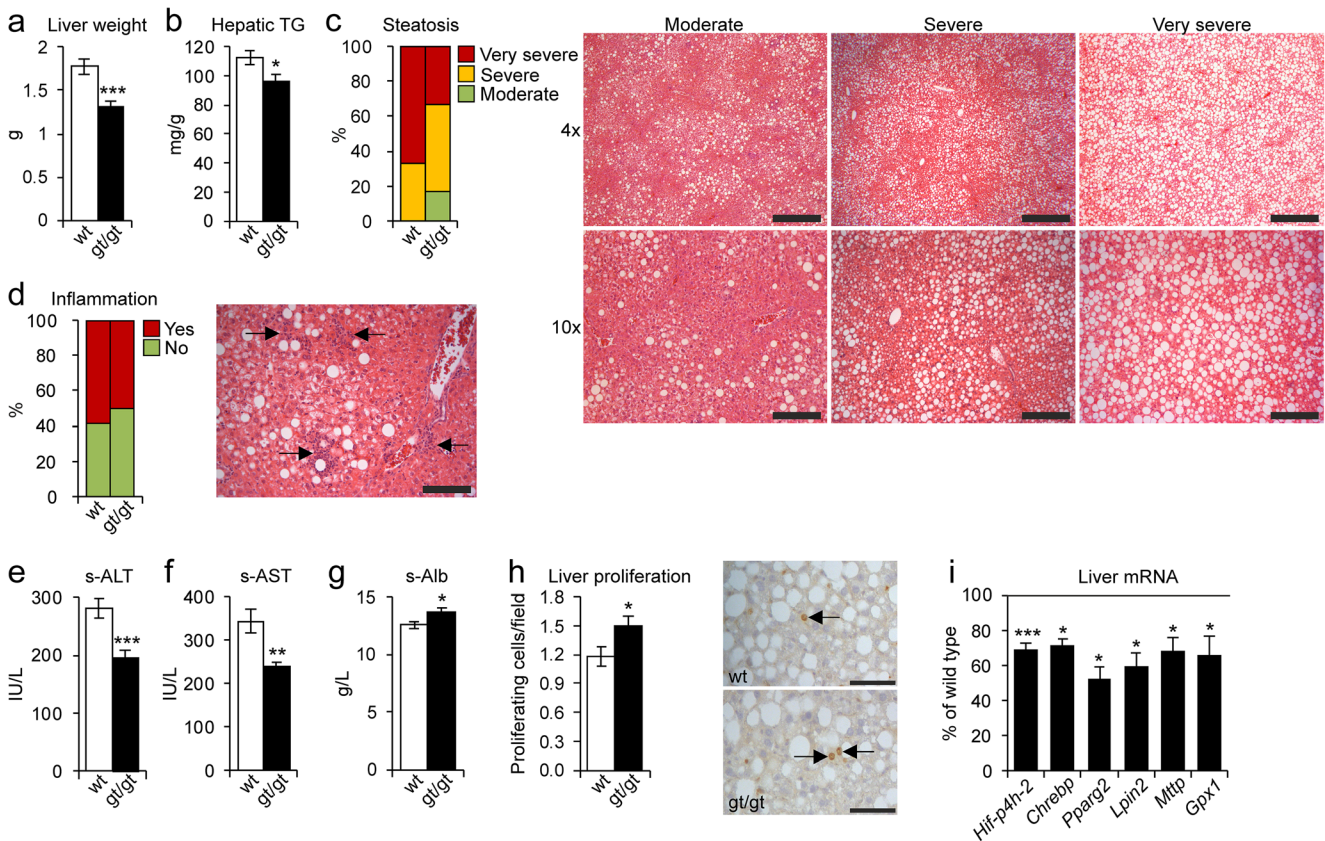 a Liver weight
2
1.5
1
0.5
0
g
***
wt
gt/gt
b Hepatic TG
120
100
80
60
40
20
0
mg/g
*
wt
gt/gt
c Steatosis
100
80
60
40
20
0
%
wt
gt/gt
Very severe
Severe
Moderate
Moderate
Severe
Very severe
4x
10x
d Inflammation
100
80
60
40
20
0
%
wt
gt/gt
Yes
No
e s-ALT
300
200
100
0
IU/L
***
wt
gt/gt
f s-AST
400
300
200
100
0
IU/L
**
wt
gt/gt
g s-Alb
15
10
5
0
g/L
*
wt
gt/gt
h Liver proliferation
1.8
1.5
1.2
0.9
0.6
0.3
0.0
Proliferating cells/field
*
wt
gt/gt
wt
gt/gt
i Liver mRNA
100
80
60
40
20
0
% of wild type
***
*
*
*
*
*
Hif-p4h-2
Chrebp
Pparg2
Lpin2
Mttp
Gpx1